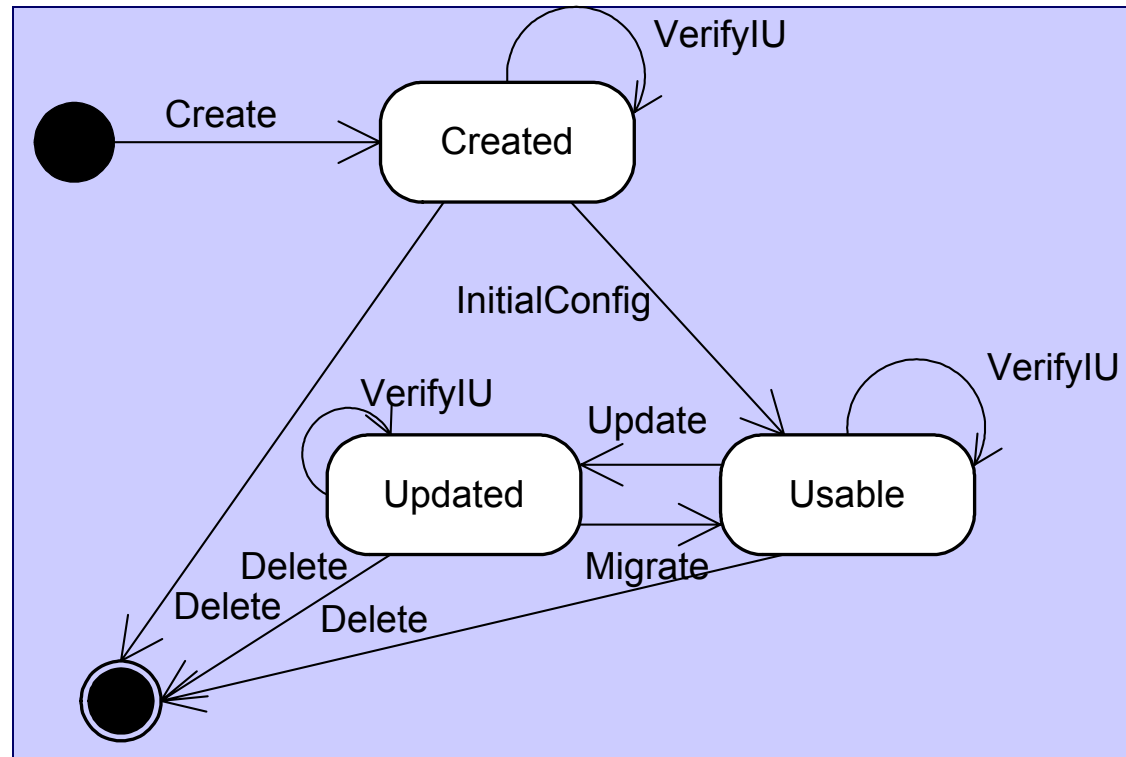 VerifyIU
Create
Created
InitialConfig
VerifyIU
VerifyIU
Update
Updated
Usable
Delete
Migrate
Delete
Delete